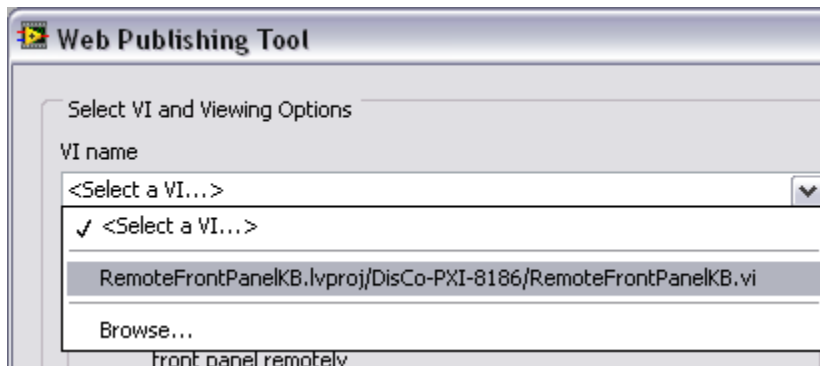 Web Publishing Tool
Select VI and Viewing Options
VI name
<Select a VI...>
<Select a VI...>
RemoteFrontPanelKB.lvproj/DisCo-PXI-8186/RemoteFrontPanelKB.vi
Browse...
front panel remotely